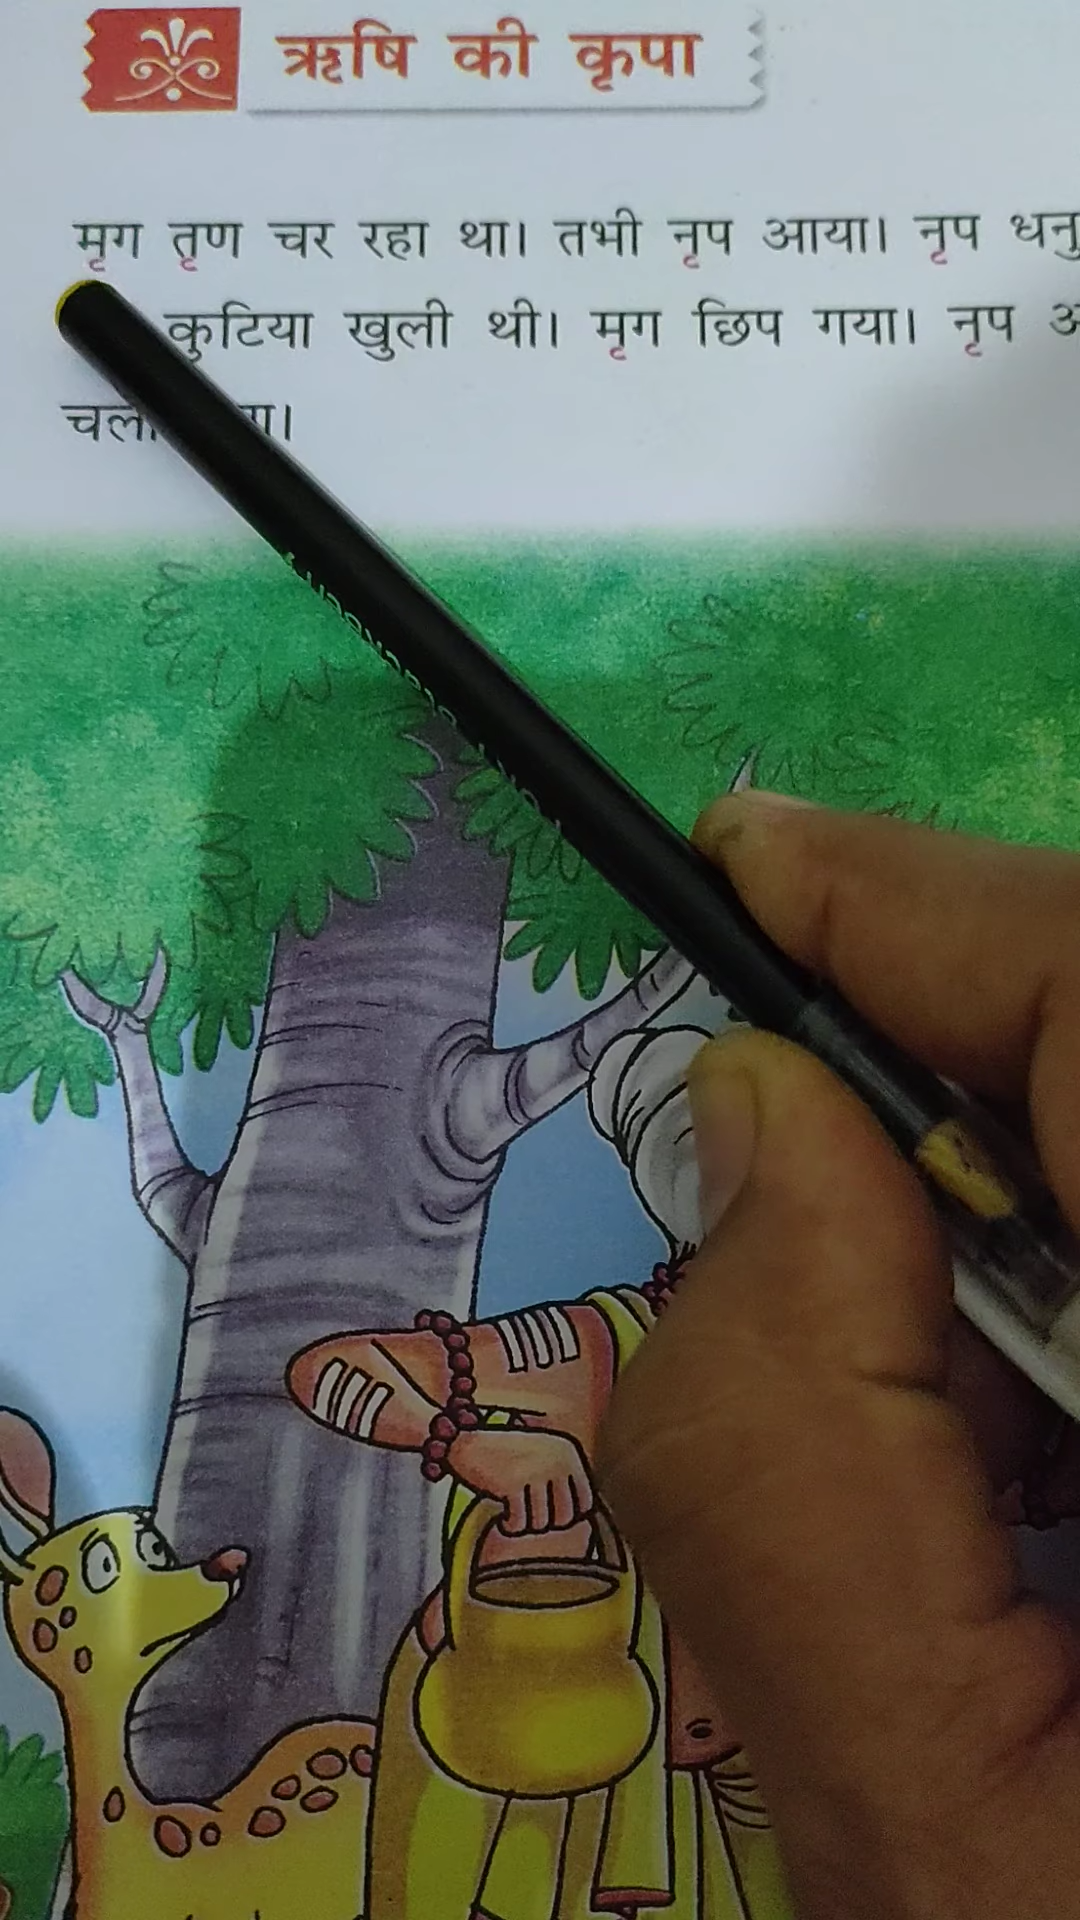 ऋषि की कृपा
मृग तृण चर रहा था। तभी नृप आया। नृप
कुटिया खुली थी। मृग छिप गया। नृप